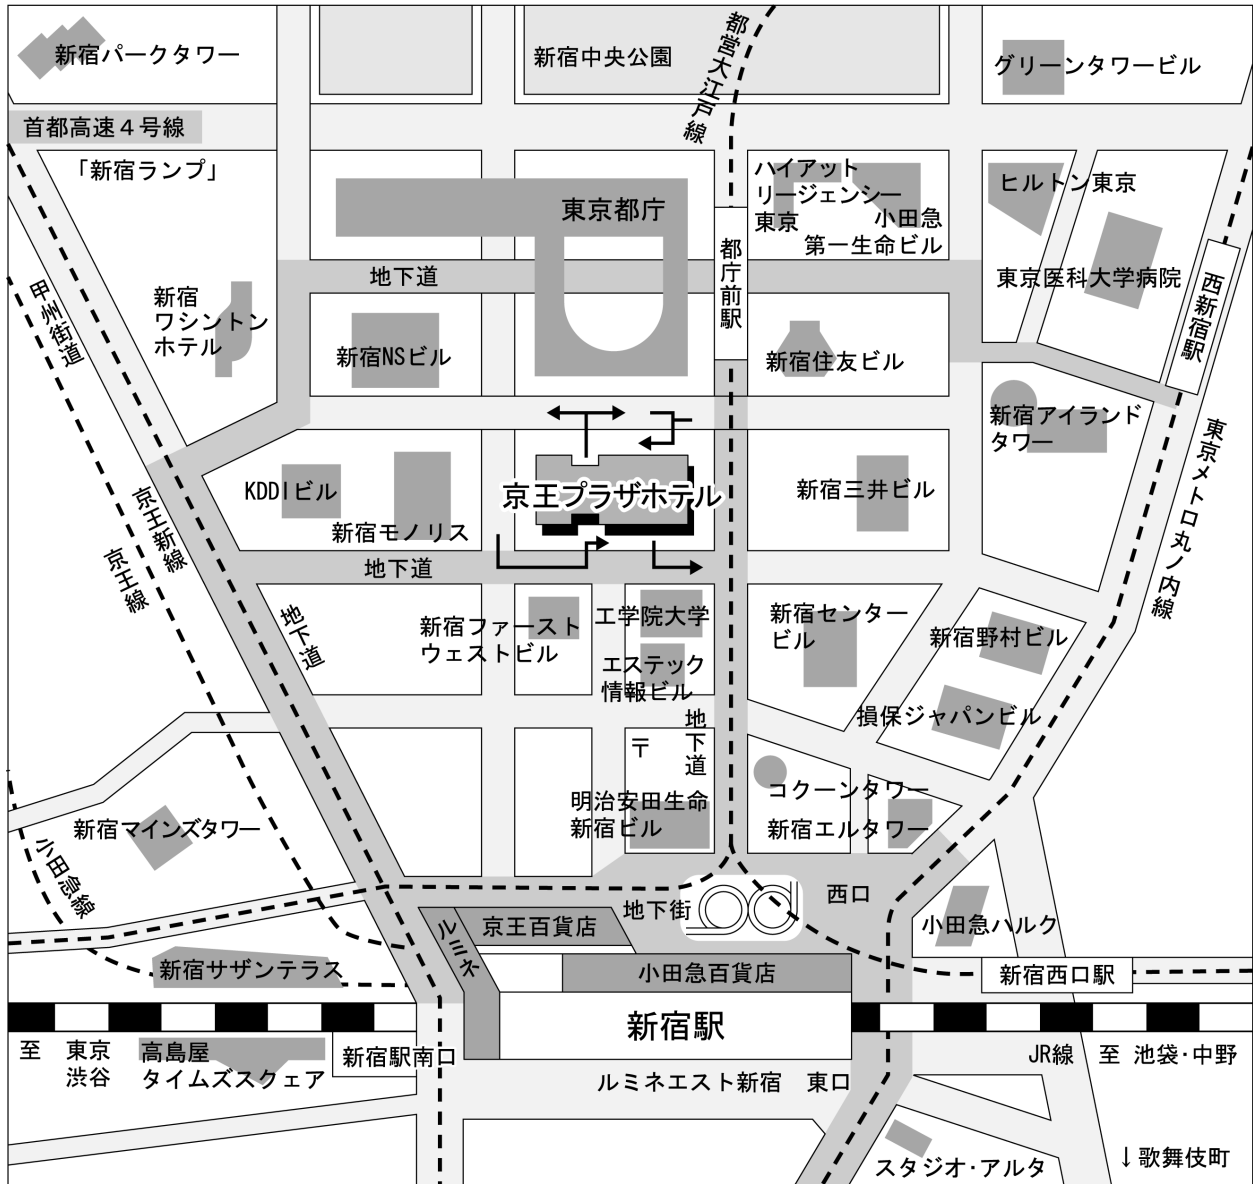 新宿パークタワー
新宿中央公園
都営大江戸線
グリーンタワービル
首都高速4号線
「新宿ランプ」
東京都庁
ハイアット
リージェンシー
東京
小田急
第一生命ビル
ヒルトン東京
東京医科大学病院
西新宿駅
都庁前駅
地下道
甲州街道
新宿
ワシントン
ホテル
新宿NSビル
新宿住友ビル
新宿アイランド
タワー
東京メトロ丸ノ内線
京王新線
京王線
KDDIビル
新宿モノリス
京王プラザホテル
新宿三井ビル
地下道
地下道
新宿ファースト
ウェストビル
工学院大学
エステック
情報ビル
新宿センター
ビル
新宿野村ビル
損保ジャパンビル
〒
地下道
コクーンタワー
新宿エルタワー
明治安田生命
新宿ビル
新宿マインズタワー
小田急線
西口
地下街
ルミネ
京王百貨店
小田急ハルク
新宿サザンテラス
小田急百貨店
新宿西口駅
新宿駅
至 東京
渋谷
高島屋
タイムズスクェア
新宿駅南口
JR線 至 池袋・中野
ルミネエスト新宿 東口
スタジオ・アルタ
↓歌舞伎町